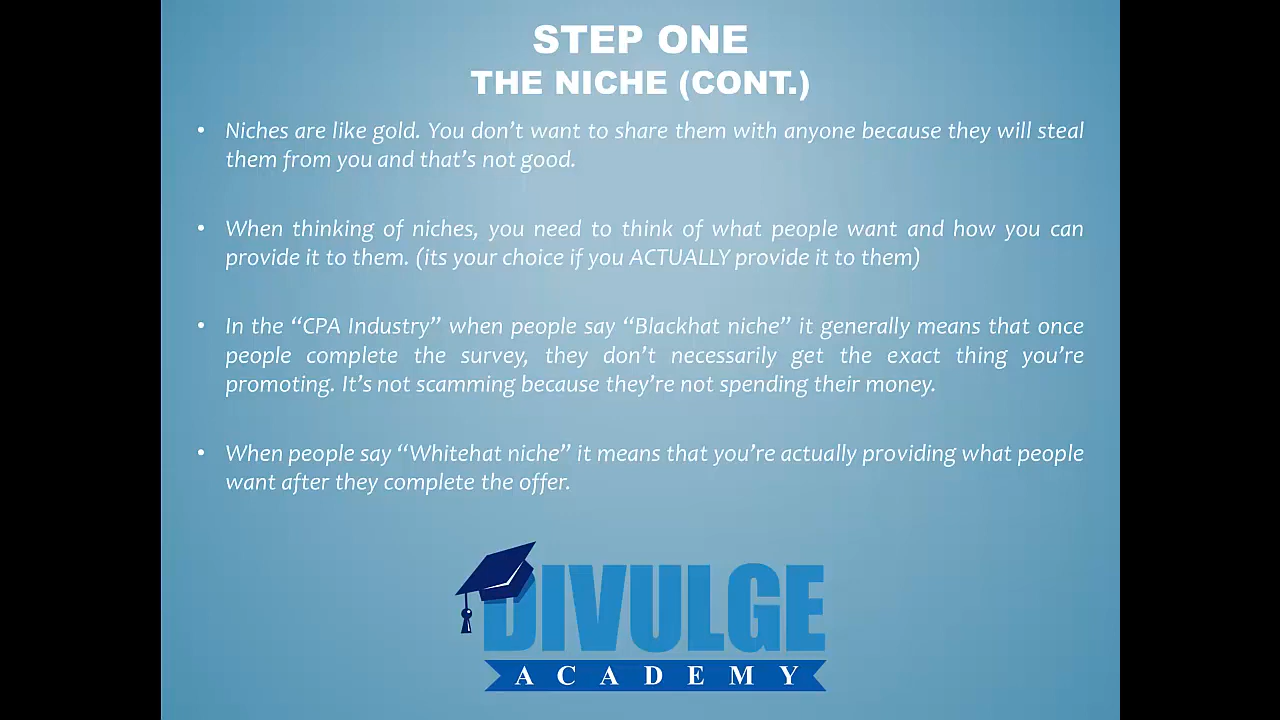 STEP ONE
THE NICHE (CONT.)
• Niches are like gold. You don't want to share them with anyone because they will steal
them from you and that's not good.
• When thinking of niches, you need to think of what people want and how you can
provide it to them. (its your choice if you ACTUALLY provide it to them)
• In the “CPA Industry” when people say “Blackhat niche” it generally means that once
people complete the survey, they don't necessarily get the exact thing you're
promoting. It's not scamming because they're not spending their money.
• When people say “Whitehat niche” it means that you're actually providing what people
want after they complete the offer.
DIVULGE
ACADEMY